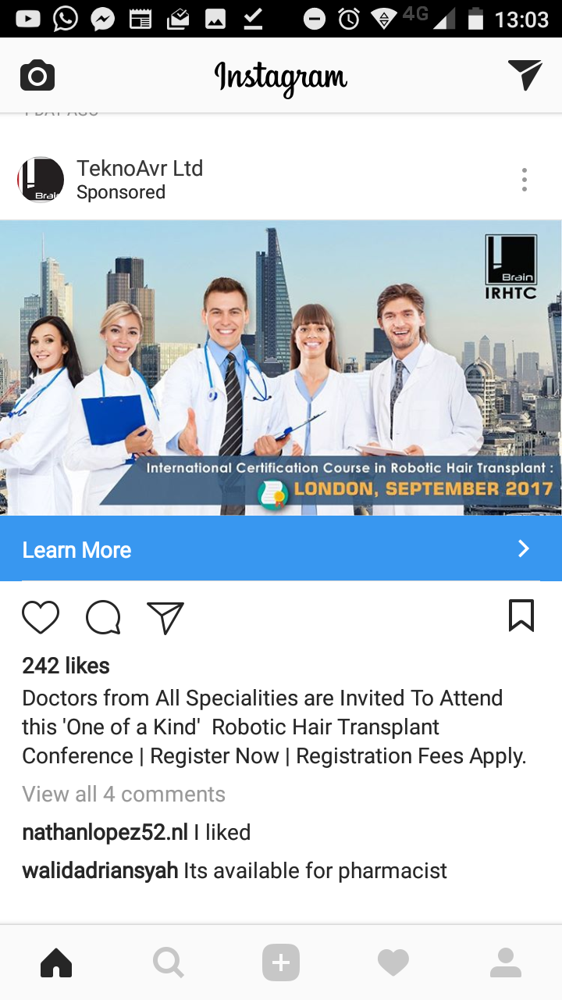 4G 13:03
Instagram
1 DAY AGO
TeknoAvr Ltd
Brain
Sponsored
Brain
IRHTC
International Certification Course in Robotic Hair Transplant :
LONDON, SEPTEMBER 2017
Learn More
242 likes
Doctors from All Specialities are Invited To Attend
this 'One of a Kind'  Robotic Hair Transplant
Conference | Register Now | Registration Fees Apply.
View all 4 comments
nathanlopez52.nl I liked
walidadriansyah Its available for pharmacist